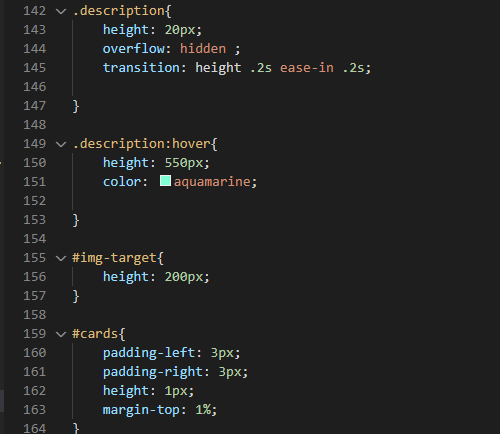 142 .description{
143 height: 20px;
144 overflow: hidden ;
145 transition: height .2s ease-in .2s;
146
147 }
148
149 .description:hover{
150 height: 550px;
151 color: aquamarine;
152
153 }
154
155 #img-target{
156 height: 200px;
157 }
158
159 #cards{
160 padding-left: 3px;
161 padding-right: 3px;
162 height: 1px;
163 margin-top: 1%;
164 }